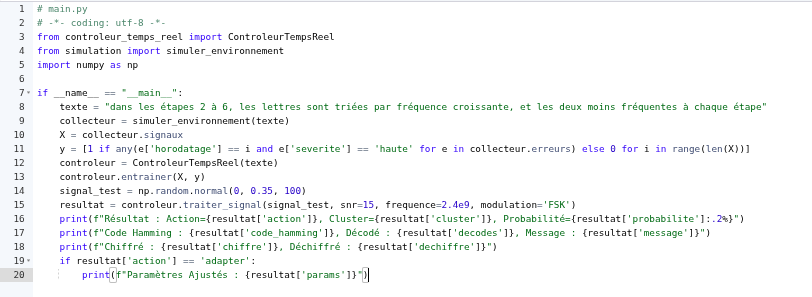 1 # main.py
2 # -*- coding: utf-8 -*-
3 from controleur_temps_reel import ControleurTempsReel
4 from simulation import simuler_environnement
5 import numpy as np
6
7 if __name__ == "__main__":
8     texte = "dans les étapes 2 à 6, les lettres sont triées par fréquence croissante, et les deux moins fréquentes à chaque étape"
9     collecteur = simuler_environnement(texte)
10     X = collecteur.signaux
11     y = [1 if any(e['horodatage'] == i and e['severite'] == 'haute' for e in collecteur.erreurs) else 0 for i in range(len(X))]
12     controleur = ControleurTempsReel(texte)
13     controleur.entrainer(X, y)
14     signal_test = np.random.normal(0, 0.35, 100)
15     resultat = controleur.traiter_signal(signal_test, snr=15, frequence=2.4e9, modulation='FSK')
16     print(f"Résultat : Action={resultat['action']}, Cluster={resultat['cluster']}, Probabilité={resultat['probabilite']:.2%}")
17     print(f"Code Hamming : {resultat['code_hamming']}, Décodé : {resultat['decodes']}, Message : {resultat['message']}")
18     print(f"Chiffré : {resultat['chiffre']}, Déchiffré : {resultat['dechiffre']}")
19     if resultat['action'] == 'adapter':
20         print(f"Paramètres Ajustés : {resultat['params']}")